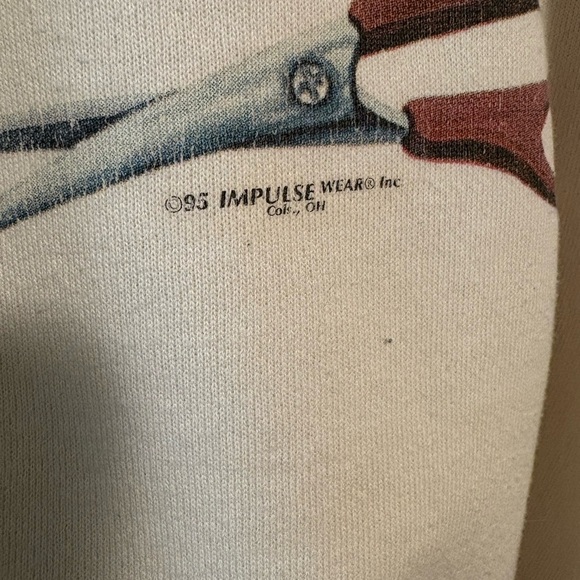 ©95 IMPULSE WEAR® Inc
Cols., OH